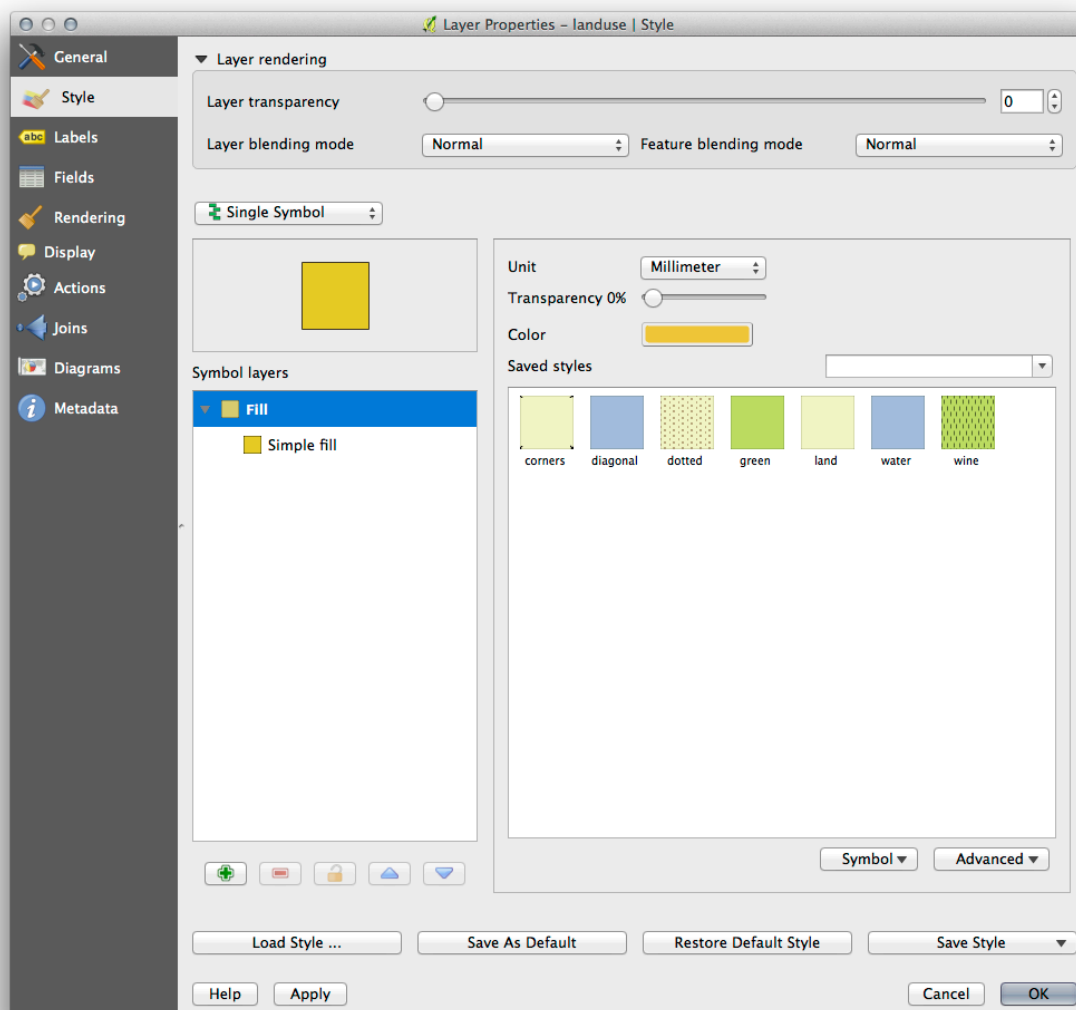 Layer Properties – landuse | Style
General
Style
abc Labels
Fields
Rendering
Display
Actions
Joins
Diagrams
Metadata
Layer rendering
Layer transparency 0
Layer blending mode Normal Feature blending mode Normal
Single Symbol
Symbol layers
Fill
Simple fill
Unit Millimeter
Transparency 0%
Color
Saved styles
corners diagonal dotted green land water wine
Symbol Advanced
Load Style ... Save As Default Restore Default Style Save Style
Help Apply Cancel OK